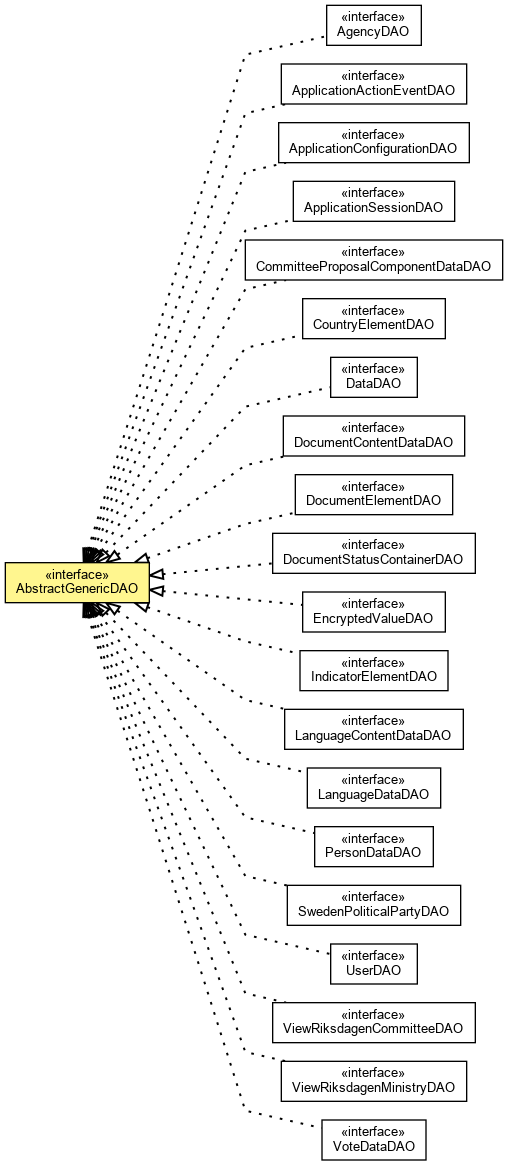 «interface»
AgencyDAO
«interface»
ApplicationActionEventDAO
«interface»
ApplicationConfigurationDAO
«interface»
ApplicationSessionDAO
«interface»
CommitteeProposalComponentDataDAO
«interface»
CountryElementDAO
«interface»
DataDAO
«interface»
DocumentContentDataDAO
«interface»
DocumentElementDAO
«interface»
DocumentStatusContainerDAO
«interface»
AbstractGenericDAO
«interface»
EncryptedValueDAO
«interface»
IndicatorElementDAO
«interface»
LanguageContentDataDAO
«interface»
LanguageDataDAO
«interface»
PersonDataDAO
«interface»
SwedenPoliticalPartyDAO
«interface»
UserDAO
«interface»
ViewRiksdagenCommitteeDAO
«interface»
ViewRiksdagenMinistryDAO
«interface»
VoteDataDAO